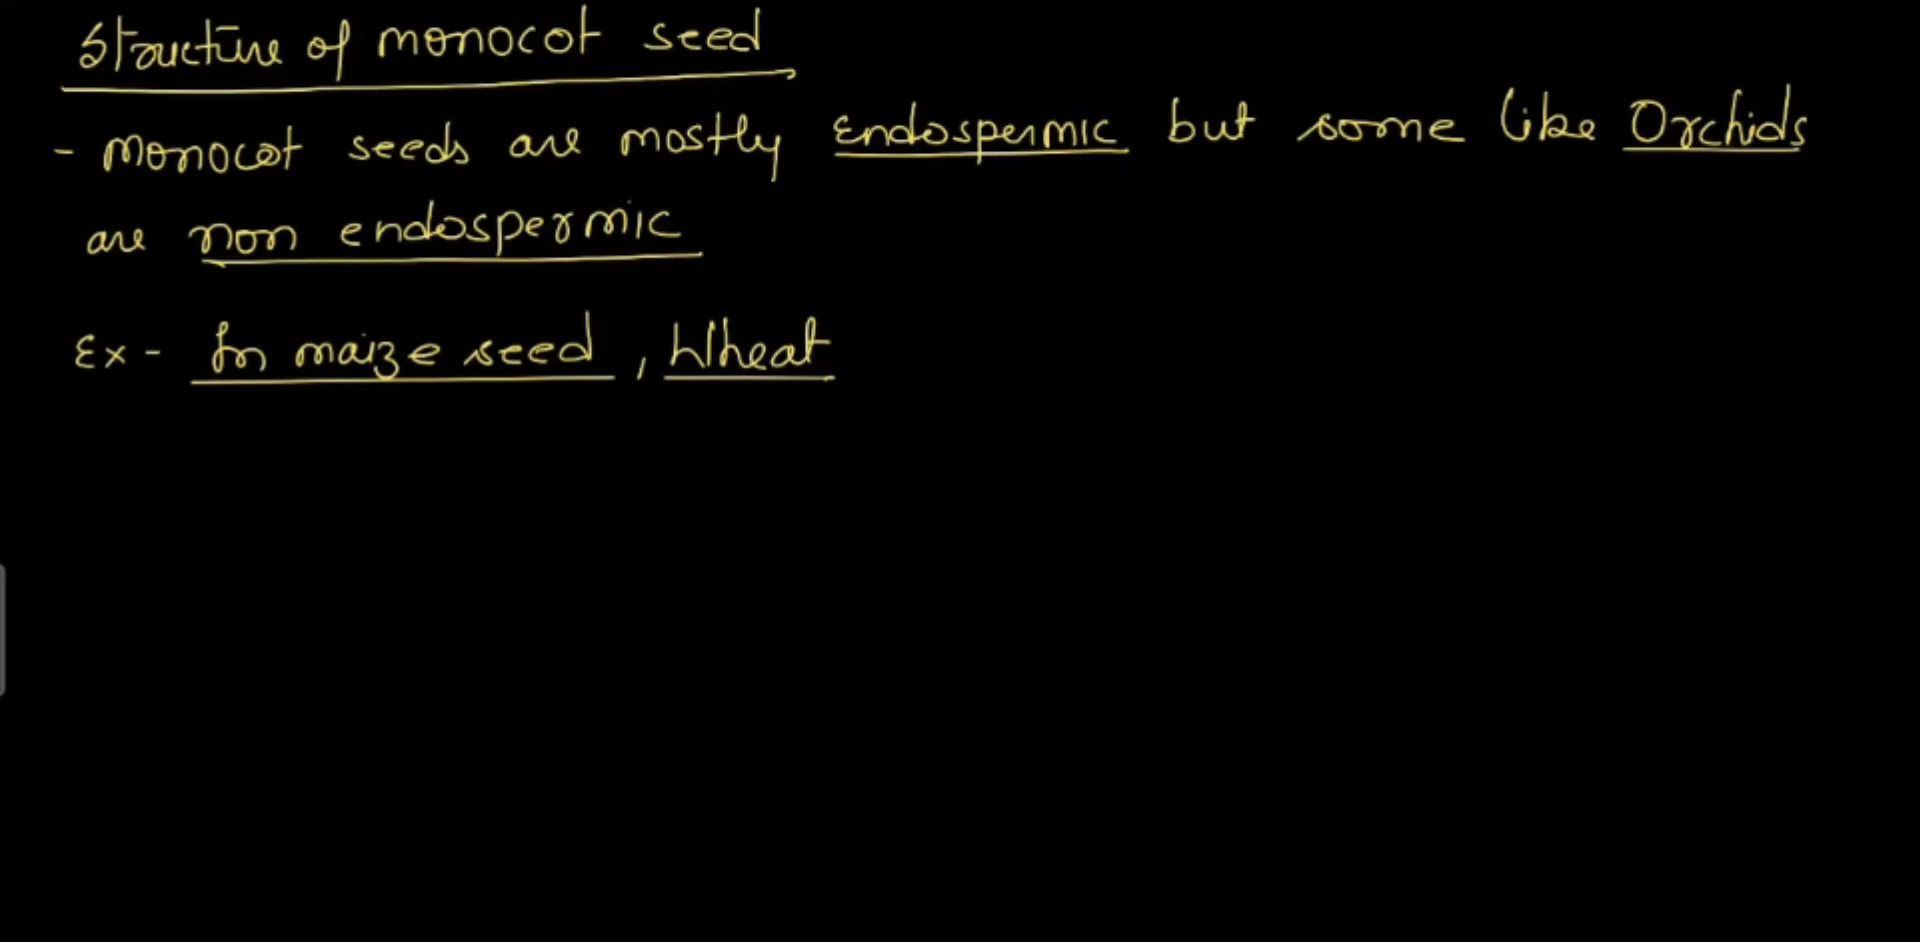 Structure of monocot seed
- Monocot seeds are mostly Endospermic but some like Orchids
are non endospermic
Ex - In maize seed , Wheat